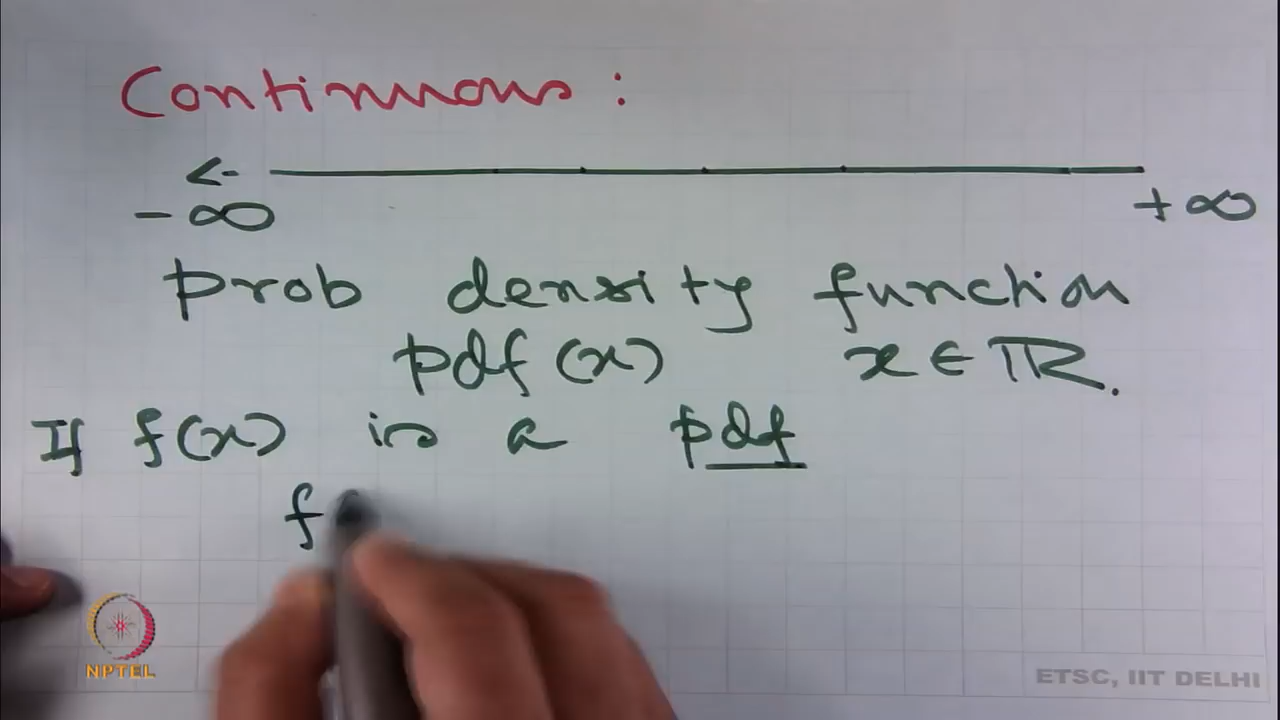 Continuous :
<-
- ∞ + ∞
prob density function
pdf (x) x ∈ ℝ.
If f(x) is a pdf
f
NPTEL
ETSC, IIT DELHI